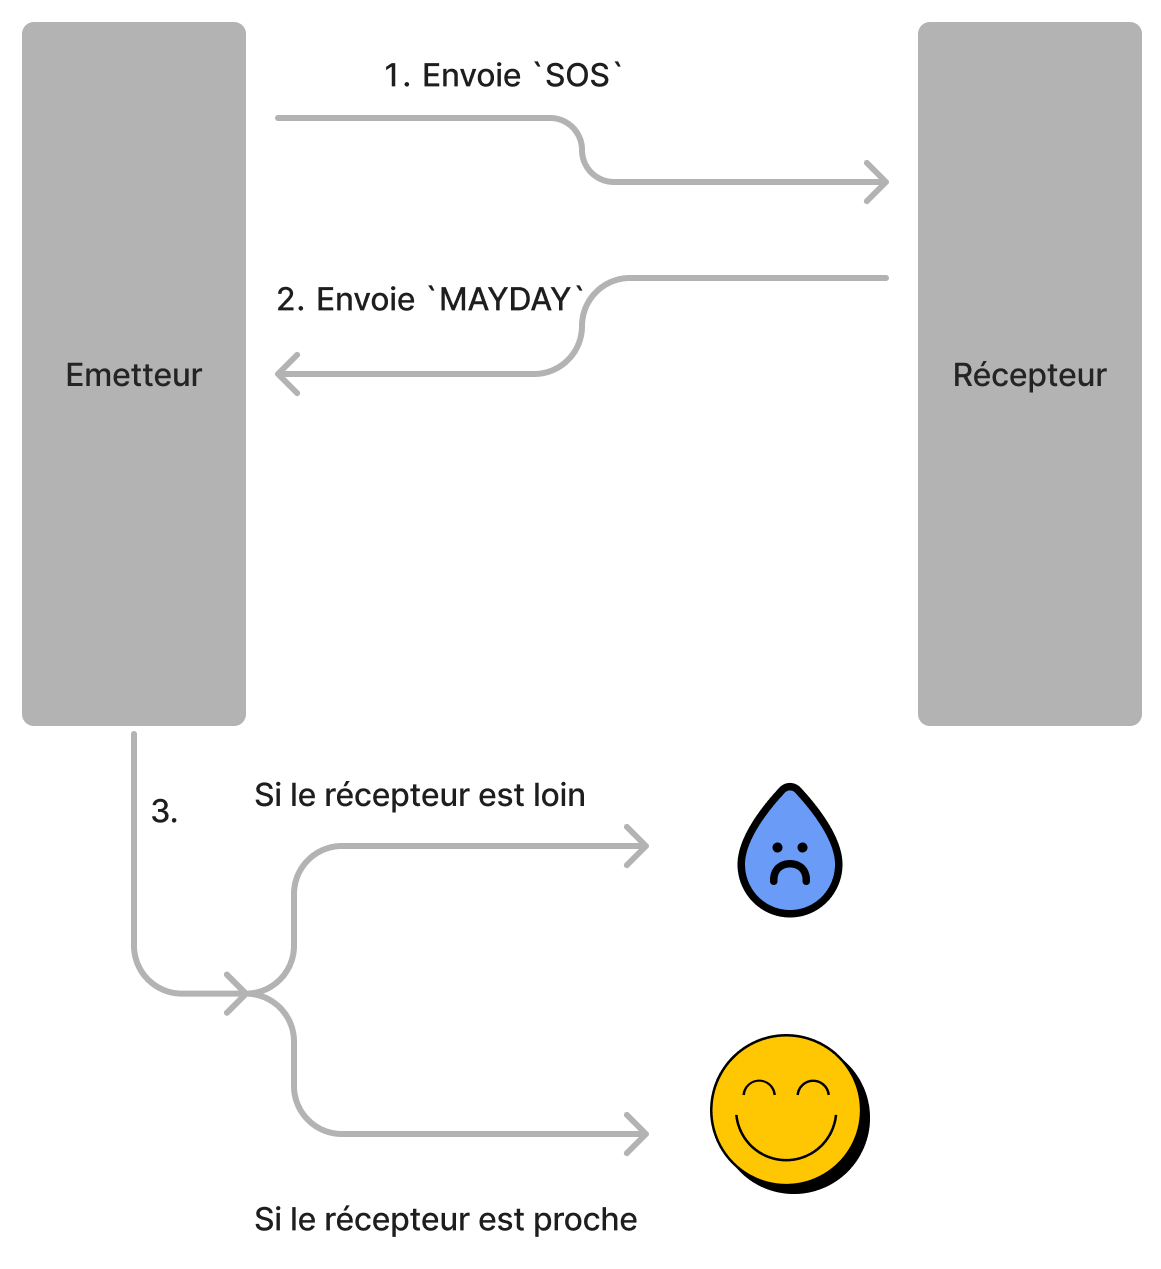 1. Envoie `SOS`
2. Envoie `MAYDAY`
Emetteur
Récepteur
3.
Si le récepteur est loin
Si le récepteur est proche